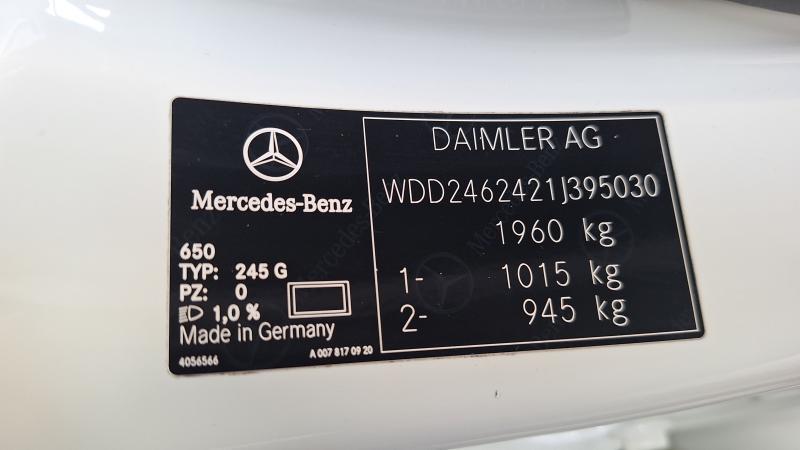 Mercedes-Benz
650
TYP: 245 G
PZ: 0
1,0 %
Made in Germany
4056566
A 007 817 09 20
DAIMLER AG
WDD2462421J395030
1960 kg
1- 1015 kg
2- 945 kg